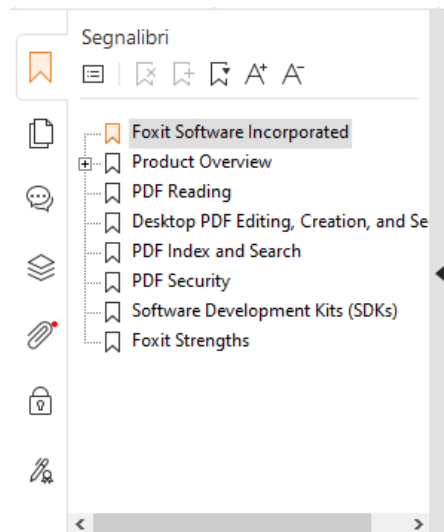 Segnalibri
A+ A-
Foxit Software Incorporated
Product Overview
PDF Reading
Desktop PDF Editing, Creation, and Se
PDF Index and Search
PDF Security
Software Development Kits (SDKs)
Foxit Strengths